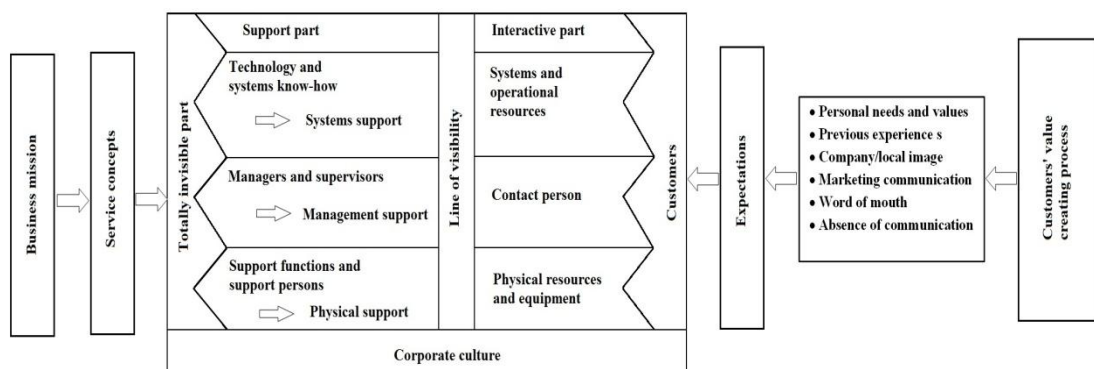 Business mission
Service concepts
Totally invisible part
Support part
Technology and
systems know-how
Systems support
Managers and supervisors
Management support
Support functions and
support persons
Physical support
Line of visibility
Interactive part
Systems and
operational
resources
Contact person
Physical resources
and equipment
Corporate culture
Customers
Expectations
• Personal needs and values
• Previous experience s
• Company/local image
• Marketing communication
• Word of mouth
• Absence of communication
Customers' value
creating process